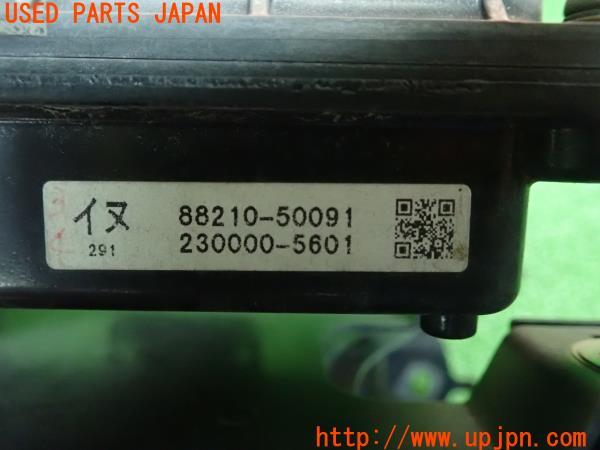 USED PARTS JAPAN
イヌ 88210-50091
291 230000-5601
http://www.upjpn.com/